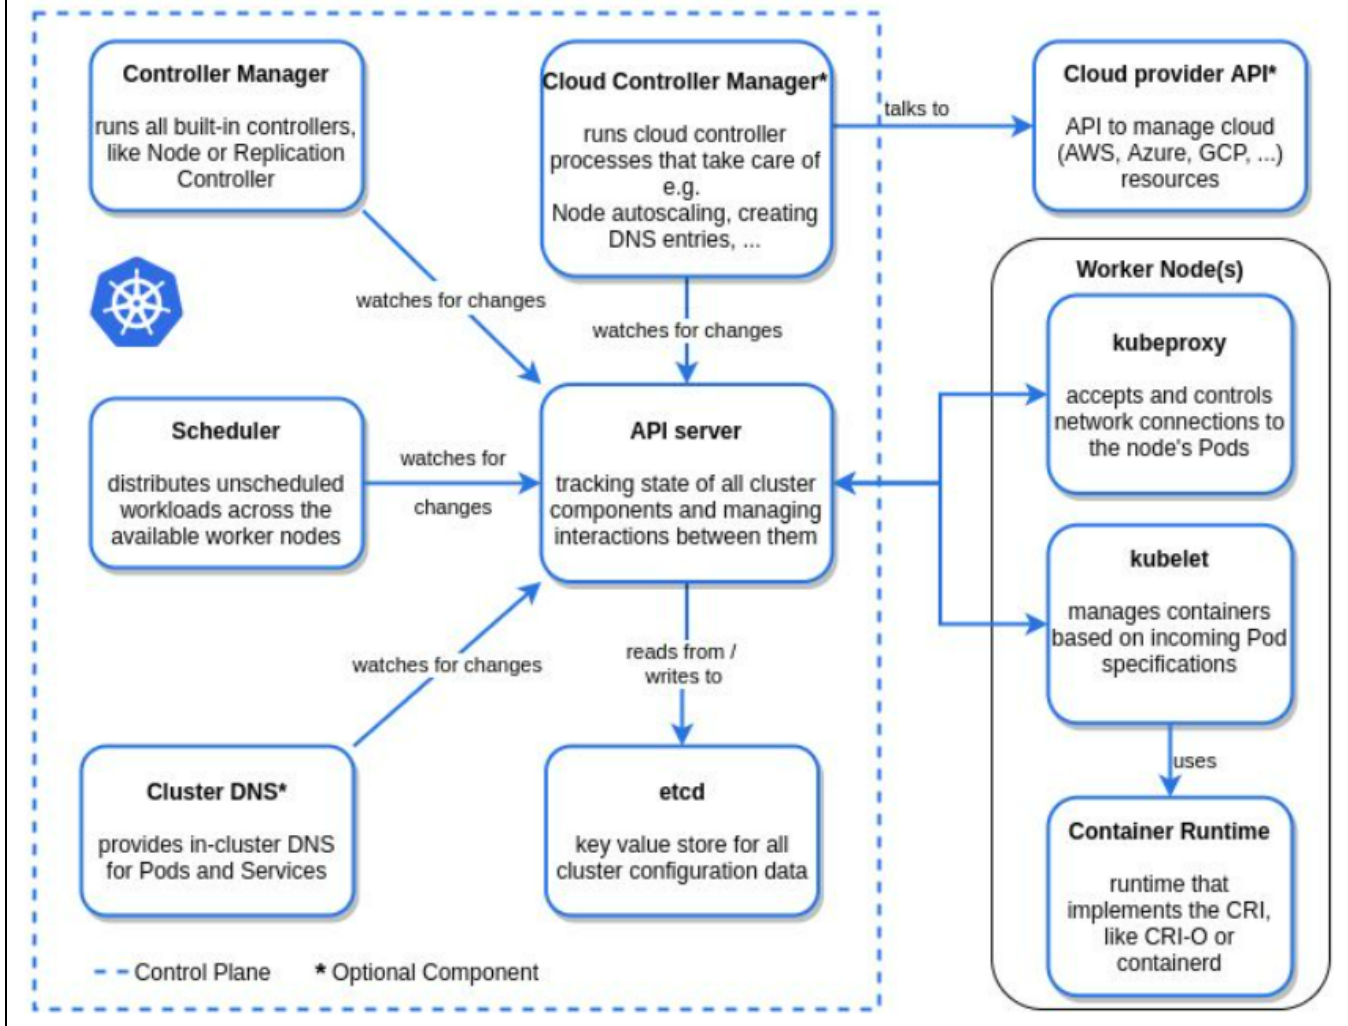 Controller Manager
runs all built-in controllers,
like Node or Replication
Controller
Cloud Controller Manager*
runs cloud controller
processes that take care of
e.g.
Node autoscaling, creating
DNS entries, ...
talks to
Cloud provider API*
API to manage cloud
(AWS, Azure, GCP, ...)
resources
watches for changes
watches for changes
Scheduler
distributes unscheduled
workloads across the
available worker nodes
watches for
changes
API server
tracking state of all cluster
components and managing
interactions between them
watches for changes
reads from /
writes to
Cluster DNS*
provides in-cluster DNS
for Pods and Services
etcd
key value store for all
cluster configuration data
Control Plane
* Optional Component
Worker Node(s)
kubeproxy
accepts and controls
network connections to
the node's Pods
kubelet
manages containers
based on incoming Pod
specifications
uses
Container Runtime
runtime that
implements the CRI,
like CRI-O or
containerd